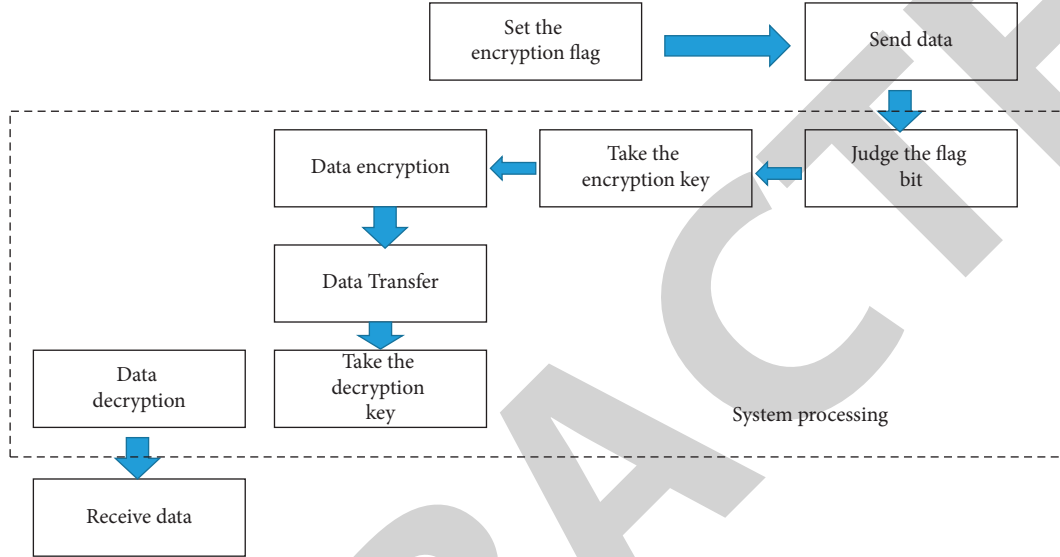 Set the
encryption flag
Send data
Data encryption
Take the
encryption key
Judge the flag
bit
Data Transfer
Data
decryption
Take the
decryption
key
System processing
Receive data